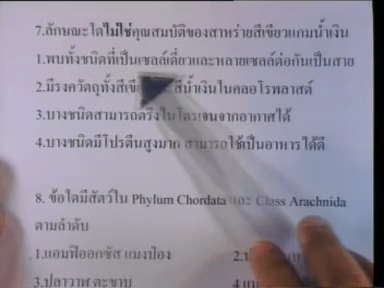 7.ลักษณะใดไม่ใช่คุณสมบัติของสาหร่ายสีเขียวแกมน้ำเงิน
1.พบทั้งชนิดที่เป็นเซลล์เดี่ยวและหลายเซลล์ต่อกันเป็นสาย
2.มีรงควัตถุทั้งสีเขี สีน้ำเงินในคลอโรพลาสต์
3.บางชนิดสามารถตรึงไนโตรเจนจากอากาศได้
4.บางชนิดมีโปรตีนสูงมาก สามารถใช้เป็นอาหารได้ดี
8. ข้อใดมีสัตว์ใน Phylum Chordata และ Class Arachnida
ตามลำดับ
1.แอมฟิออกซัส แมงป่อง 2.
3.ปลาวาฬ ตะขาบ 4.